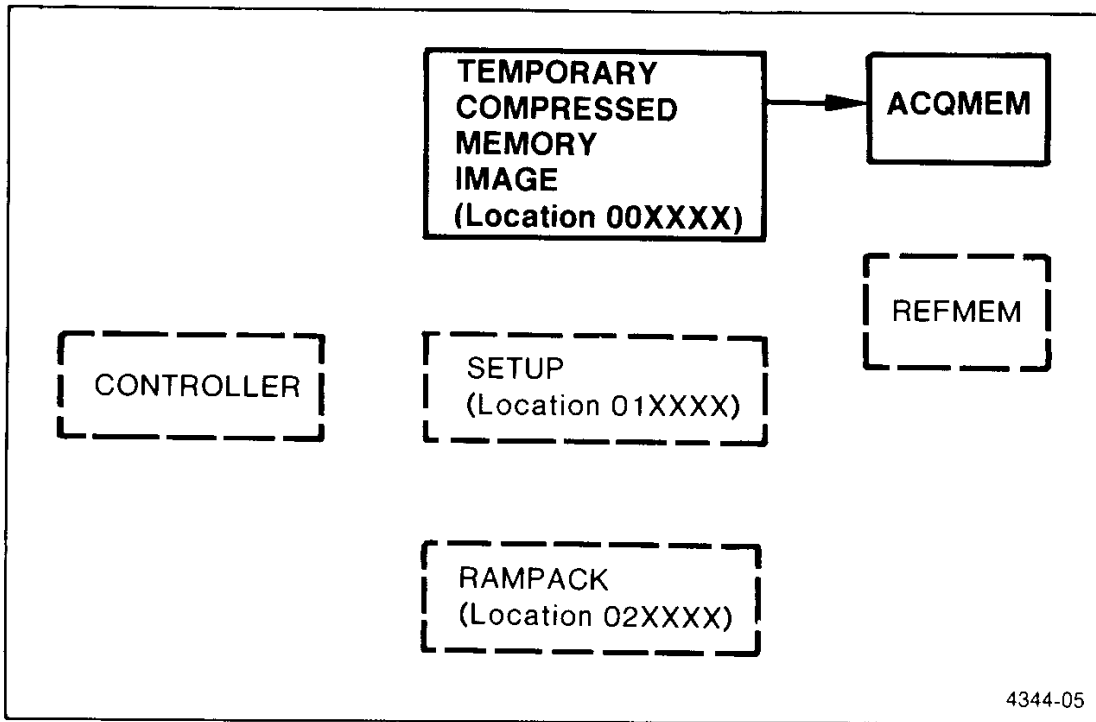 TEMPORARY
COMPRESSED
MEMORY
IMAGE
(Location 00XXXX)
ACQMEM
REFMEM
CONTROLLER
SETUP
(Location 01XXXX)
RAMPACK
(Location 02XXXX)
4344-05